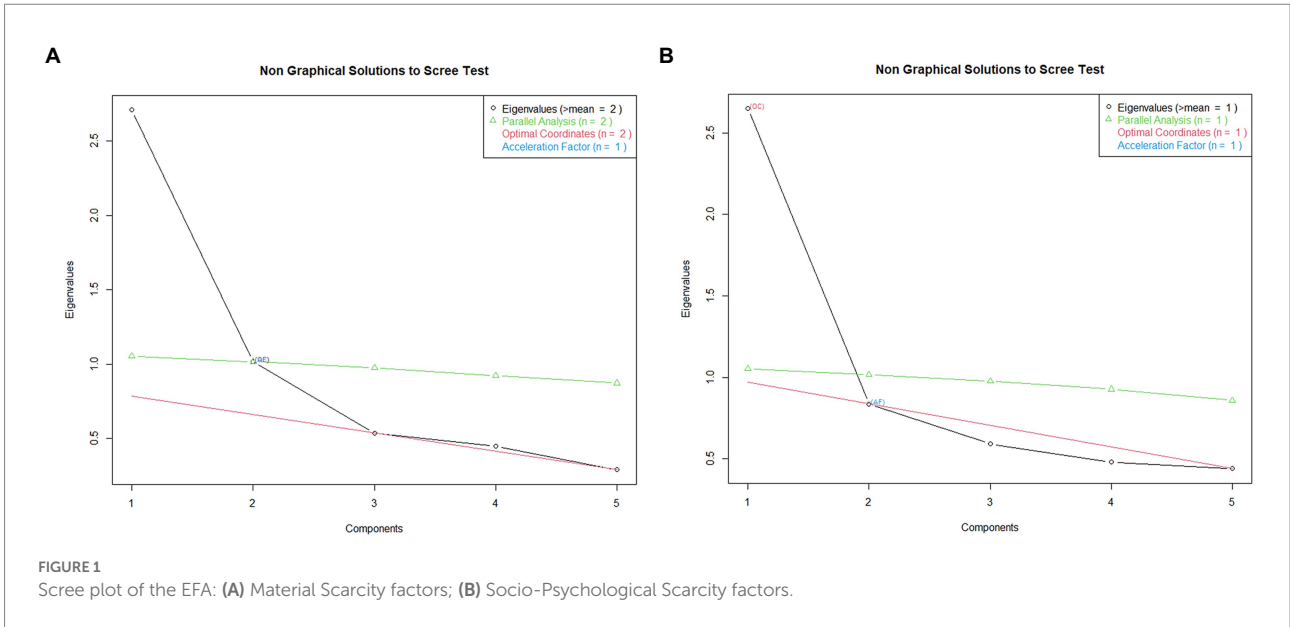 A
Non Graphical Solutions to Scree Test
Eigenvalues (>mean = 2 )
Parallel Analysis (n = 2 )
Optimal Coordinates (n = 2 )
Acceleration Factor (n = 1 )
Eigenvalues
2.5
2.0
1.5
1.0
0.5
1 2 3 4 5
Components
B
Non Graphical Solutions to Scree Test
Eigenvalues (>mean = 1 )
Parallel Analysis (n = 1 )
Optimal Coordinates (n = 1 )
Acceleration Factor (n = 1 )
Eigenvalues
2.5
2.0
1.5
1.0
0.5
(OC)
(AF)
1 2 3 4 5
Components
FIGURE 1
Scree plot of the EFA: (A) Material Scarcity factors; (B) Socio-Psychological Scarcity factors.